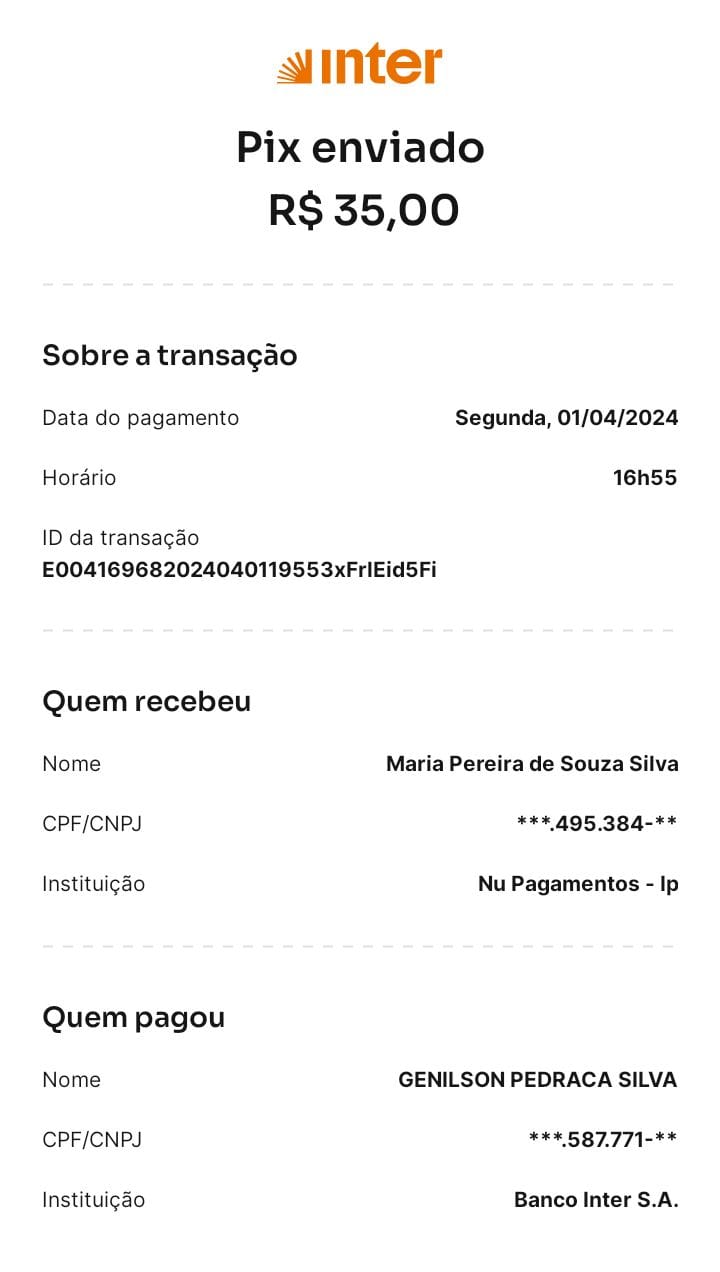 inter
Pix enviado
R$ 35,00
Sobre a transação
Data do pagamento Segunda, 01/04/2024
Horário 16h55
ID da transação
E004169682024040119553xFrIEid5Fi
Quem recebeu
Nome Maria Pereira de Souza Silva
CPF/CNPJ ***.495.384-**
Instituição Nu Pagamentos - Ip
Quem pagou
Nome GENILSON PEDRACA SILVA
CPF/CNPJ ***.587.771-**
Instituição Banco Inter S.A.